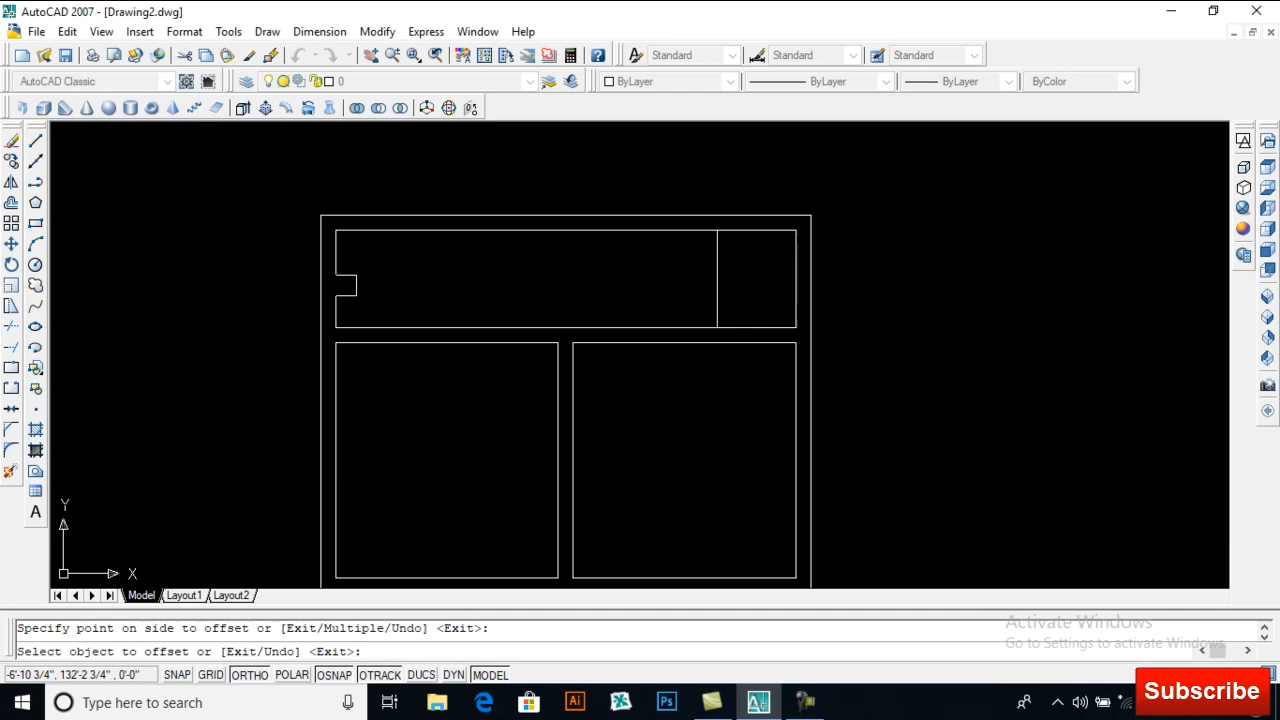 AutoCAD 2007 - [Drawing2.dwg]
File Edit View Insert Format Tools Draw Dimension Modify Express Window Help
Standard Standard Standard
AutoCAD Classic 0 ByLayer ByLayer ByLayer ByColor
A
Y
X
Model Layout1 Layout2
Specify point on side to offset or [Exit/Multiple/Undo] <Exit>:
Activate Windows
Go to Settings to activate Windows.
Select object to offset or [Exit/Undo] <Exit>:
-6'-10 3/4", 132'-2 3/4", 0'-0" SNAP GRID ORTHO POLAR OSNAP OTRACK DUCS DYN MODEL
Subscribe
Type here to search
Ai
Ps